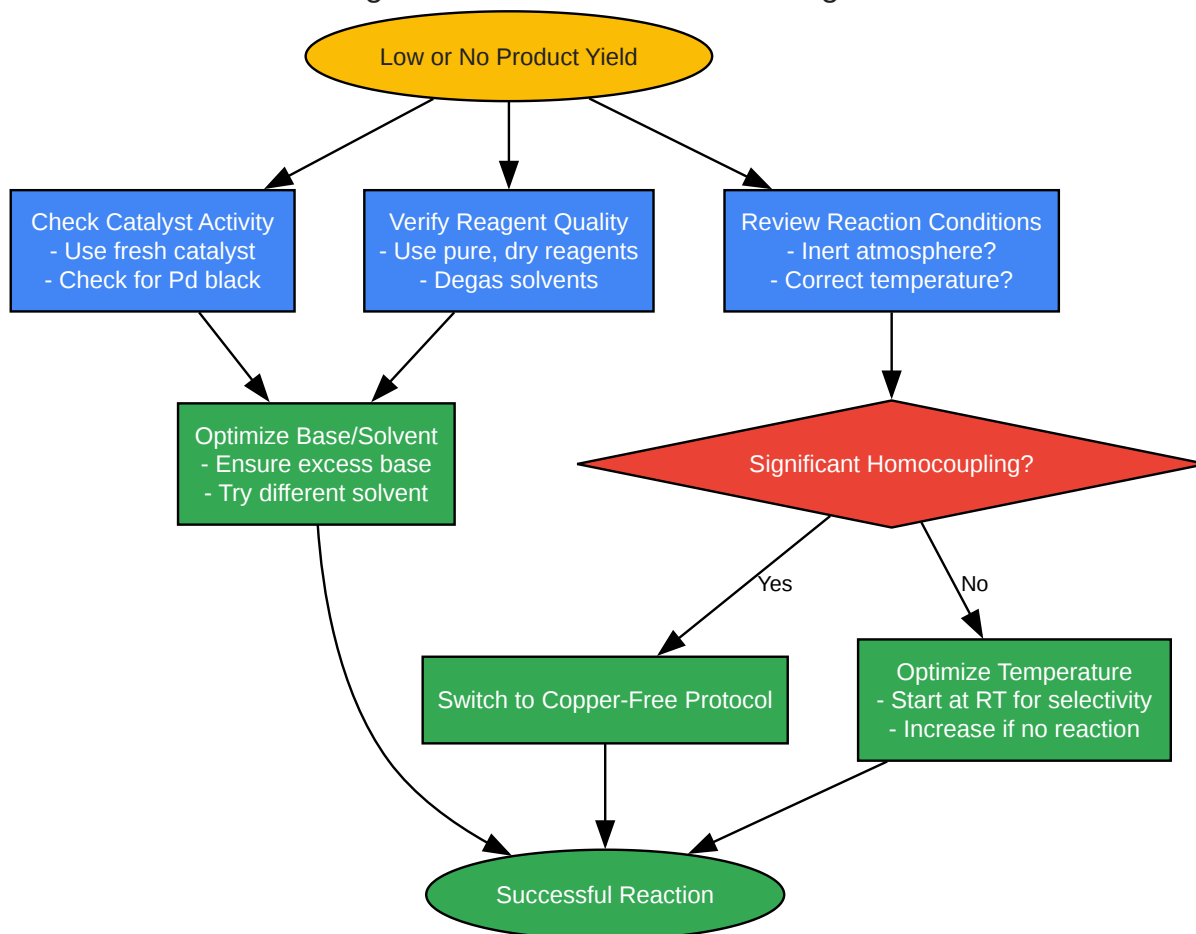 Low or No Product Yield
Check Catalyst Activity
- Use fresh catalyst
- Check for Pd black
Verify Reagent Quality
- Use pure, dry reagents
- Degas solvents
Review Reaction Conditions
- Inert atmosphere?
- Correct temperature?
Optimize Base/Solvent
- Ensure excess base
- Try different solvent
Significant Homocoupling?
Yes
No
Switch to Copper-Free Protocol
Optimize Temperature
- Start at RT for selectivity
- Increase if no reaction
Successful Reaction